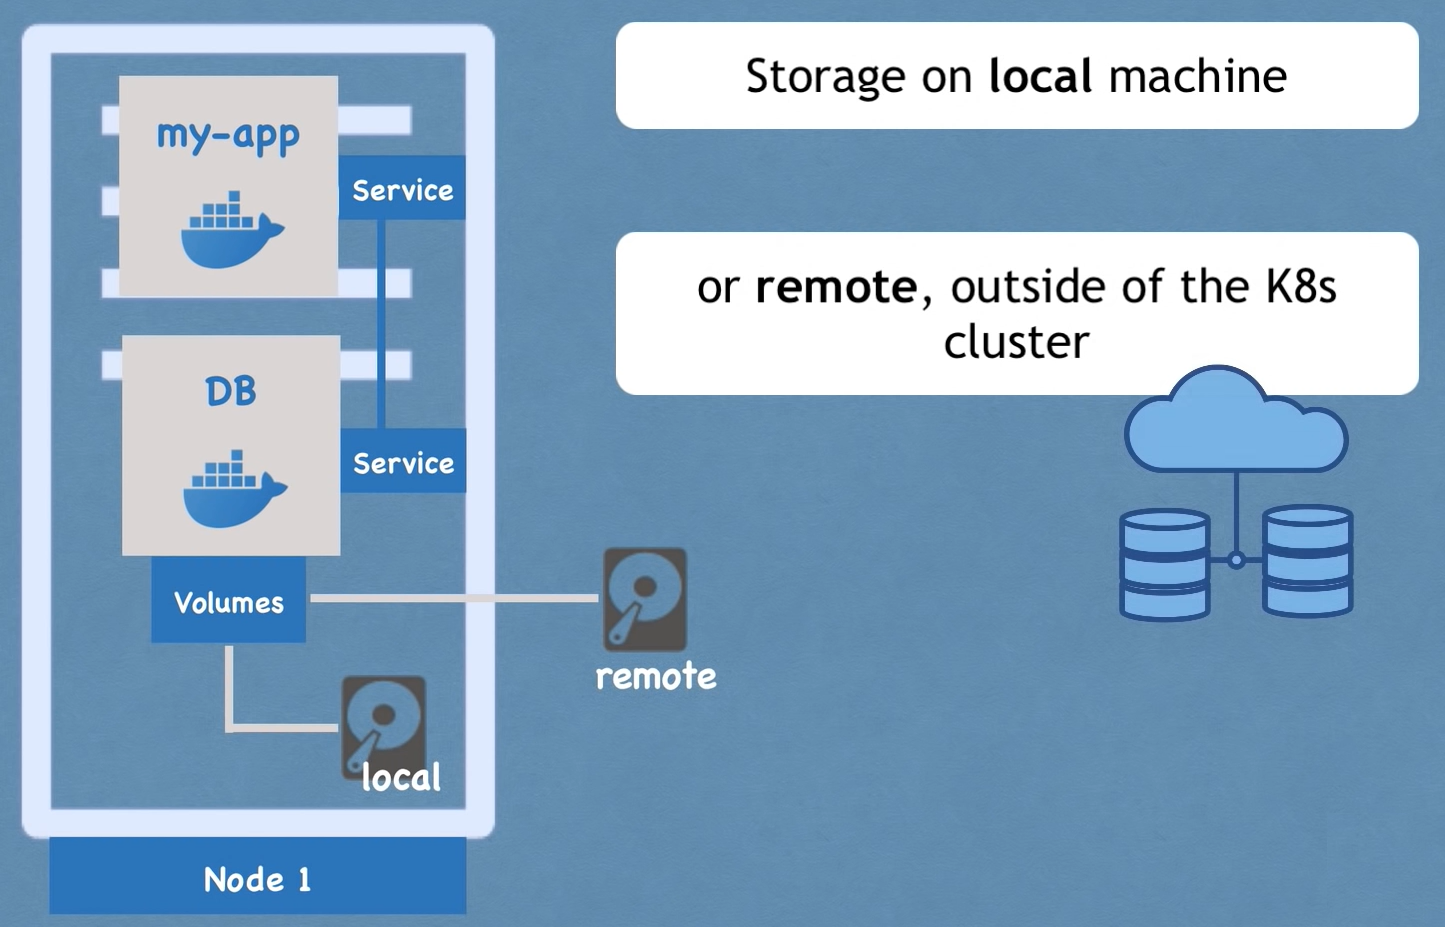 my-app
Service
DB
Service
Volumes
local
remote
Node 1
Storage on local machine
or remote, outside of the K8s
cluster